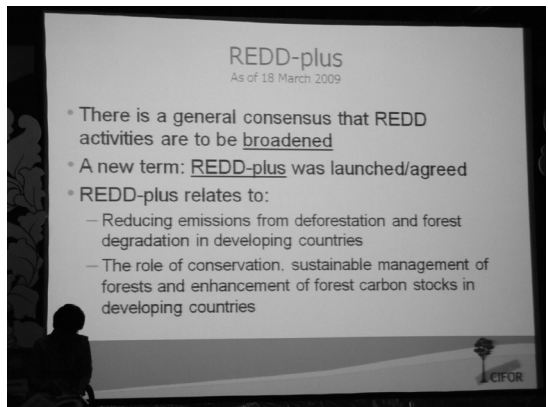 REDD-plus
As of 18 March 2009
• There is a general consensus that REDD
activities are to be broadened
• A new term: REDD-plus was launched/agreed
• REDD-plus relates to:
– Reducing emissions from deforestation and forest
degradation in developing countries
– The role of conservation, sustainable management of
forests and enhancement of forest carbon stocks in
developing countries
CIFOR